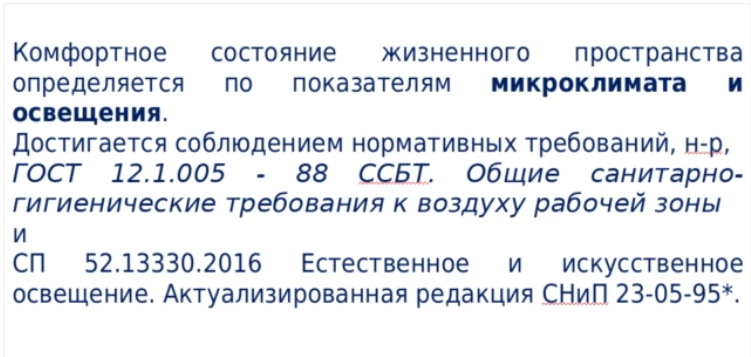 Комфортное состояние жизненного пространства
определяется по показателям микроклимата и
освещения.
Достигается соблюдением нормативных требований, н-р,
ГОСТ 12.1.005 - 88 ССБТ. Общие санитарно-
гигиенические требования к воздуху рабочей зоны
и
СП 52.13330.2016 Естественное и искусственное
освещение. Актуализированная редакция СНиП 23-05-95*.